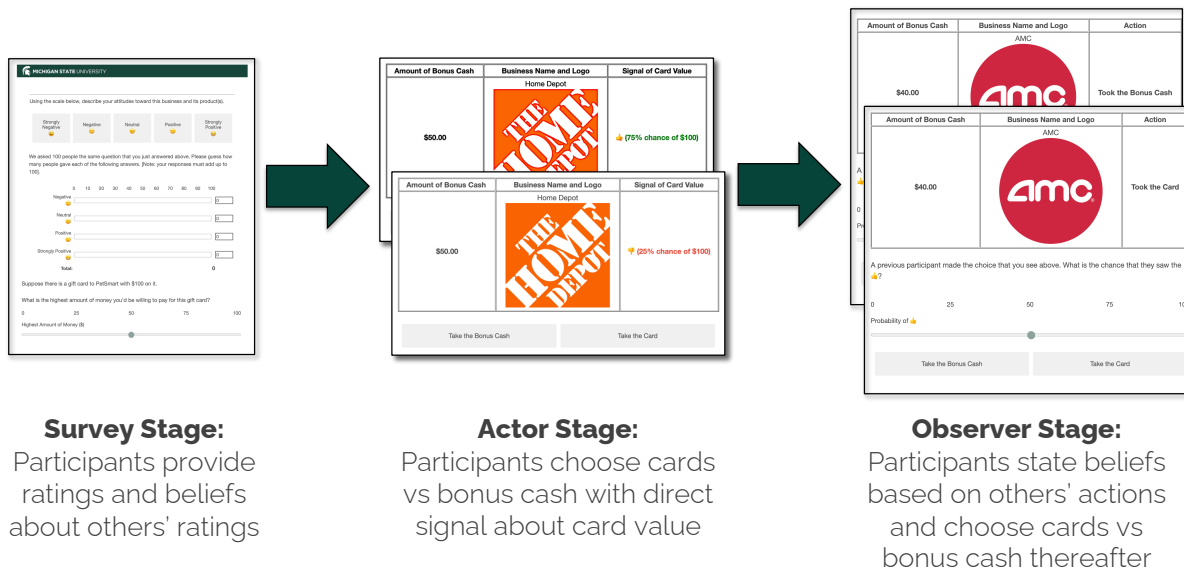 MICHIGAN STATE UNIVERSITY
Using the scale below, describe your attitudes toward this business and its product(s).
Strongly Negative
Negative
Neutral
Positive
Strongly Positive
We asked 100 people the same question that you just answered above. Please guess how
many people gave each of the following answers. [Note: your responses must add up to
100].
0 10 20 30 40 50 60 70 80 90 100
Negative 0
Neutral 0
Positive 0
Strongly Positive 0
Total: 0
Suppose there is a gift card to PetSmart with $100 on it.
What is the highest amount of money you'd be willing to pay for this gift card?
0 25 50 75 100
Highest Amount of Money ($)
Survey Stage:
Participants provide
ratings and beliefs
about others' ratings
Amount of Bonus Cash Business Name and Logo Signal of Card Value
Home Depot
$50.00 THE HOME DEPOT 👍 (75% chance of $100)
Amount of Bonus Cash Business Name and Logo Signal of Card Value
Home Depot
$50.00 THE HOME DEPOT 👎 (25% chance of $100)
Take the Bonus Cash Take the Card
Actor Stage:
Participants choose cards
vs bonus cash with direct
signal about card value
Amount of Bonus Cash Business Name and Logo Action
AMC
$40.00 amc Took the Bonus Cash
Amount of Bonus Cash Business Name and Logo Action
AMC
$40.00 amc Took the Card
A previous participant made the choice that you see above. What is the chance that they saw the
👍?
0 25 50 75
Probability of 👍
Take the Bonus Cash Take the Card
Observer Stage:
Participants state beliefs
based on others' actions
and choose cards vs
bonus cash thereafter